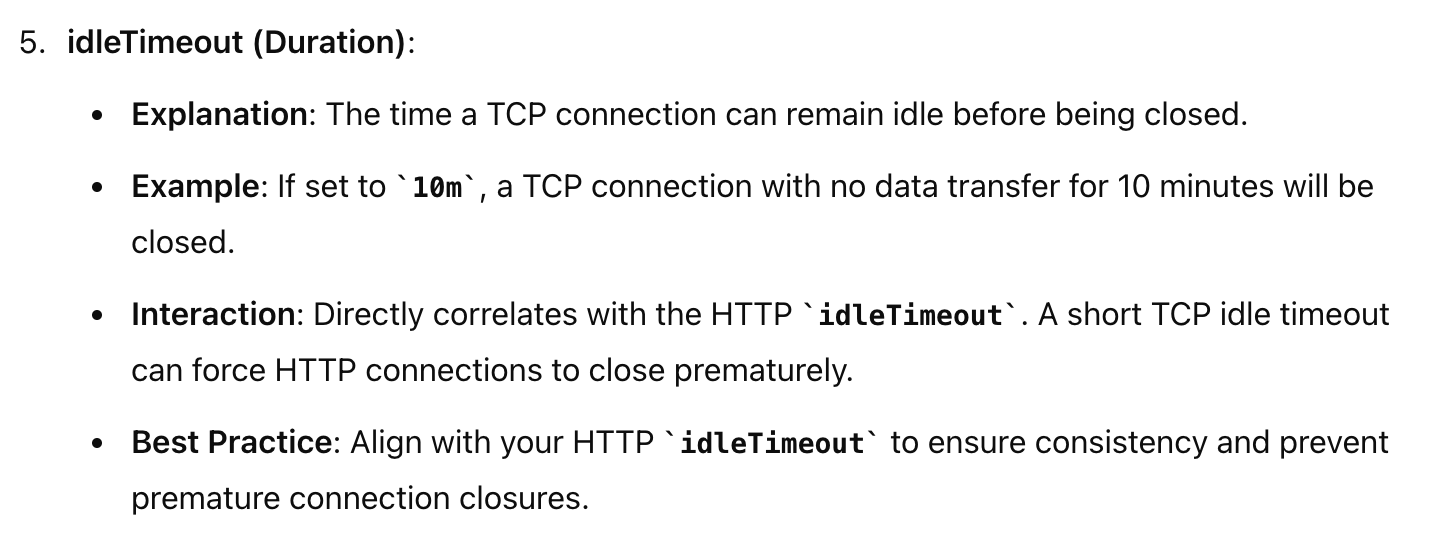 5. idleTimeout (Duration):
• Explanation: The time a TCP connection can remain idle before being closed.
• Example: If set to `10m`, a TCP connection with no data transfer for 10 minutes will be
closed.
• Interaction: Directly correlates with the HTTP `idleTimeout`. A short TCP idle timeout
can force HTTP connections to close prematurely.
• Best Practice: Align with your HTTP `idleTimeout` to ensure consistency and prevent
premature connection closures.